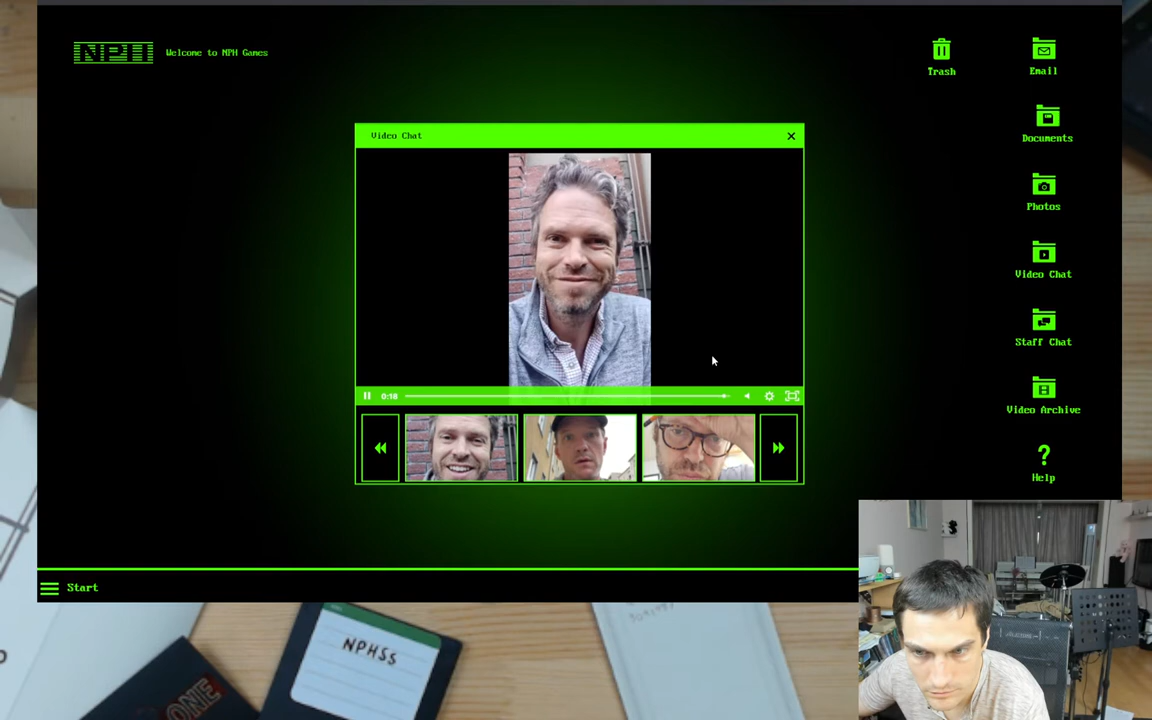 NPH
Welcome to NPH Games
Trash
Email
Documents
Photos
Video Chat
Staff Chat
Video Archive
Help
Video Chat
0:18
Start
NPHSS
ONE